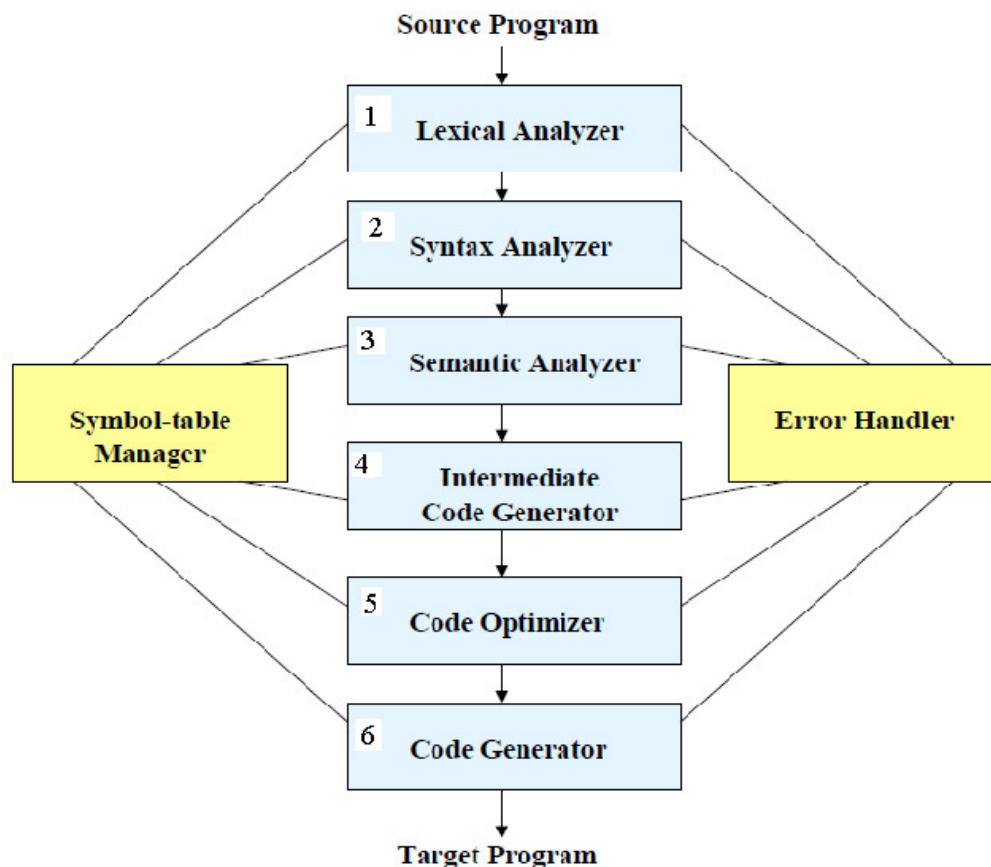 Source Program
1
Lexical Analyzer
2
Syntax Analyzer
3
Semantic Analyzer
Symbol-table
Manager
Error Handler
4
Intermediate
Code Generator
5
Code Optimizer
6
Code Generator
Target Program